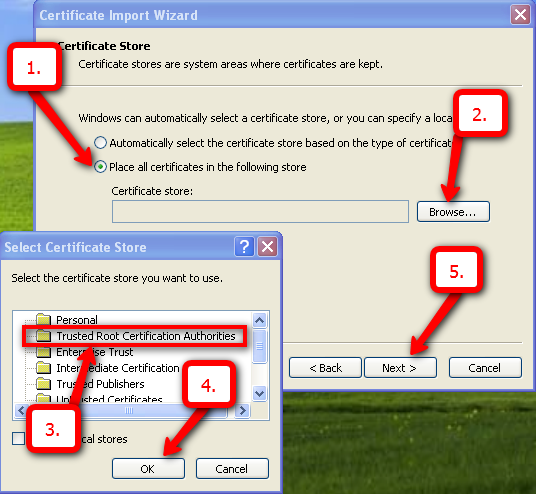 Certificate Import Wizard
Certificate Store
Certificate stores are system areas where certificates are kept.
1.
Windows can automatically select a certificate store, or you can specify a
2.
Automatically select the certificate store based on the type of
Place all certificates in the following store
Certificate store:
Browse...
Select Certificate Store
?
Select the certificate store you want to use.
5.
Personal
Trusted Root Certification Authorities
Enterprise Trust
Intermediate Certification
Trusted Publishers
Certificates
4.
3.
stores
< Back
Next >
Cancel
OK
Cancel